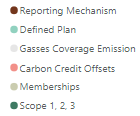 Reporting Mechanism
Defined Plan
Gasses Coverage Emission
Carbon Credit Offsets
Memberships
Scope 1, 2, 3